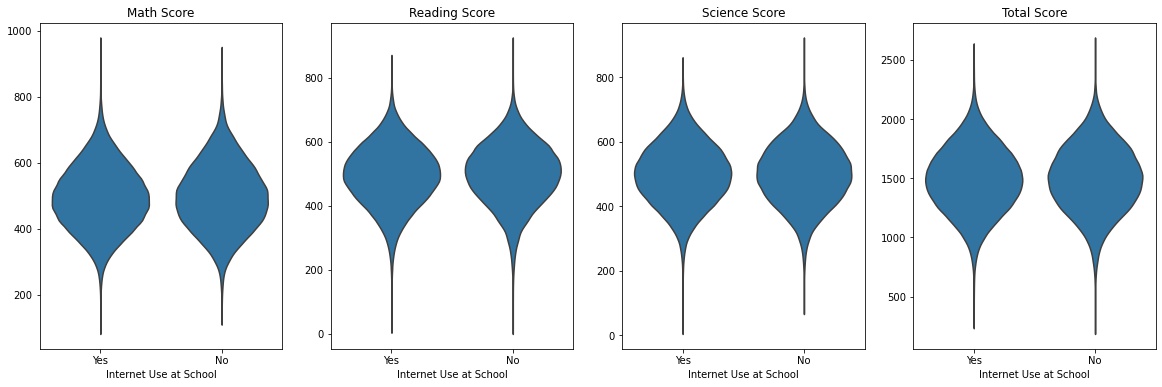 Math Score
1000
800
600
400
200
Yes No
Internet Use at School
Reading Score
800
600
400
200
0
Yes No
Internet Use at School
Science Score
800
600
400
200
0
Yes No
Internet Use at School
Total Score
2500
2000
1500
1000
500
Yes No
Internet Use at School